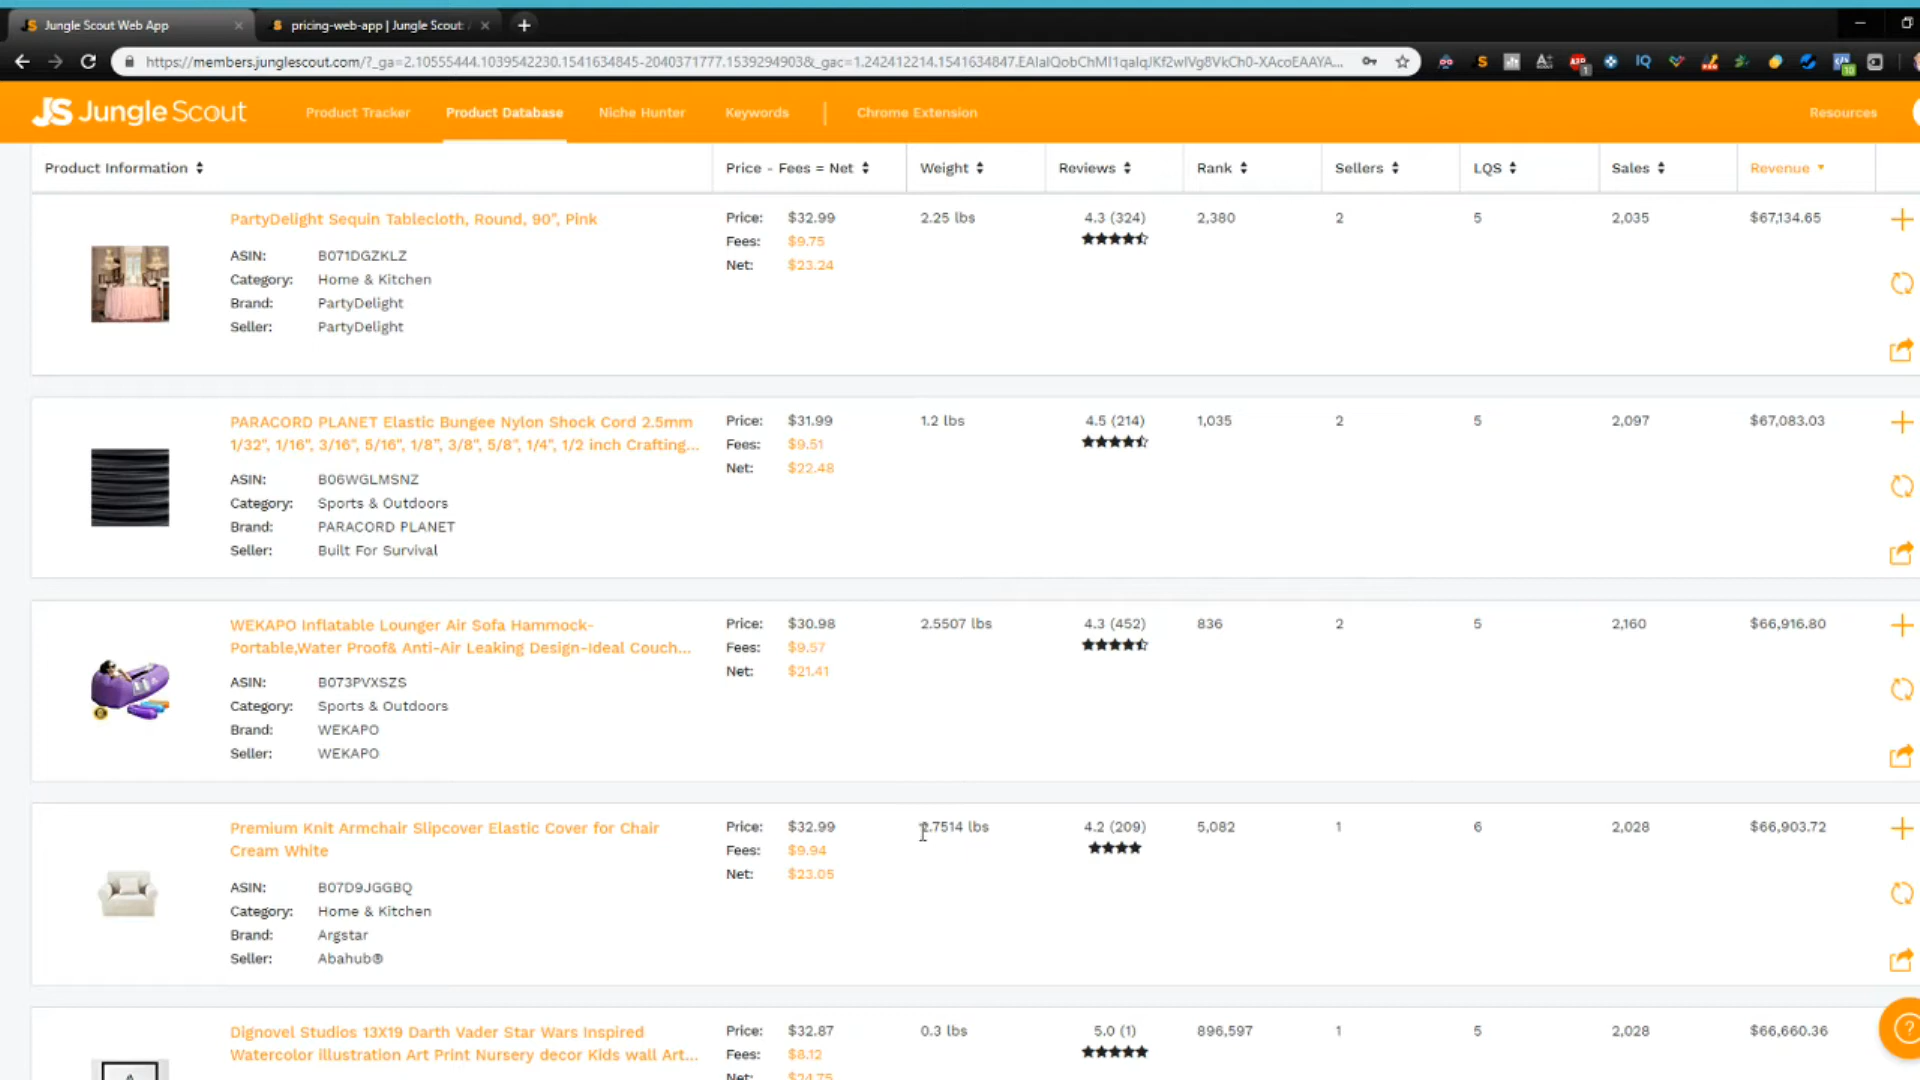 Jungle Scout Web App
pricing-web-app | Jungle Scout:
https://members.junglescout.com/?_ga=2.10555444.1039542230.1541634845-2040371777.1539294903&_gac=1.242412214.1541634847.EAIaIQobChMI1qaIqJKf2wIVg8VkCh0-XAcoEAAYA...
JS Jungle Scout
Product Tracker
Product Database
Niche Hunter
Keywords
Chrome Extension
Resources
Product Information
Price - Fees = Net
Weight
Reviews
Rank
Sellers
LQS
Sales
Revenue
PartyDelight Sequin Tablecloth, Round, 90", Pink
ASIN: B071DGZKLZ
Category: Home & Kitchen
Brand: PartyDelight
Seller: PartyDelight
Price: $32.99
Fees: $9.75
Net: $23.24
2.25 lbs
4.3 (324)
2,380
2
5
2,035
$67,134.65
PARACORD PLANET Elastic Bungee Nylon Shock Cord 2.5mm
1/32", 1/16", 3/16", 5/16", 1/8", 3/8", 5/8", 1/4", 1/2 inch Crafting...
ASIN: B06WGLMSNZ
Category: Sports & Outdoors
Brand: PARACORD PLANET
Seller: Built For Survival
Price: $31.99
Fees: $9.51
Net: $22.48
1.2 lbs
4.5 (214)
1,035
2
5
2,097
$67,083.03
WEKAPO Inflatable Lounger Air Sofa Hammock-
Portable,Water Proof& Anti-Air Leaking Design-Ideal Couch...
ASIN: B073PVXSZS
Category: Sports & Outdoors
Brand: WEKAPO
Seller: WEKAPO
Price: $30.98
Fees: $9.57
Net: $21.41
2.5507 lbs
4.3 (452)
836
2
5
2,160
$66,916.80
Premium Knit Armchair Slipcover Elastic Cover for Chair
Cream White
ASIN: B07D9JGGBQ
Category: Home & Kitchen
Brand: Argstar
Seller: Abahub®
Price: $32.99
Fees: $9.94
Net: $23.05
.7514 lbs
4.2 (209)
5,082
1
6
2,028
$66,903.72
Dignovel Studios 13X19 Darth Vader Star Wars Inspired
Watercolor illustration Art Print Nursery decor Kids wall Art...
Price: $32.87
Fees: $8.12
Net: $24.75
0.3 lbs
5.0 (1)
896,597
1
5
2,028
$66,660.36